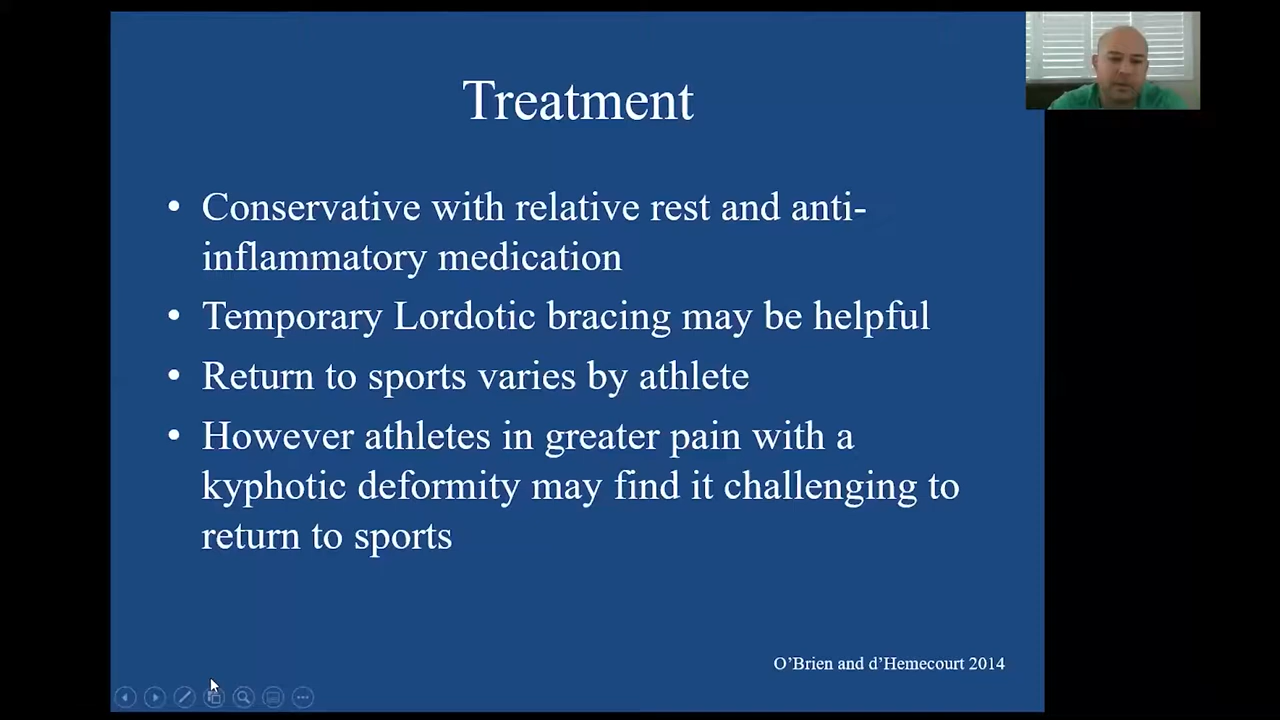 Treatment
• Conservative with relative rest and anti-
inflammatory medication
• Temporary Lordotic bracing may be helpful
• Return to sports varies by athlete
• However athletes in greater pain with a
kyphotic deformity may find it challenging to
return to sports
O’Brien and d’Hemecourt 2014